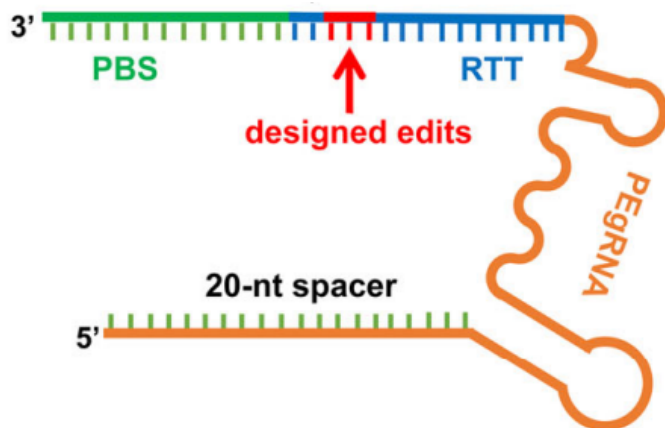 3’
PBS
RTT
designed edits
PEgRNA
20-nt spacer
5’